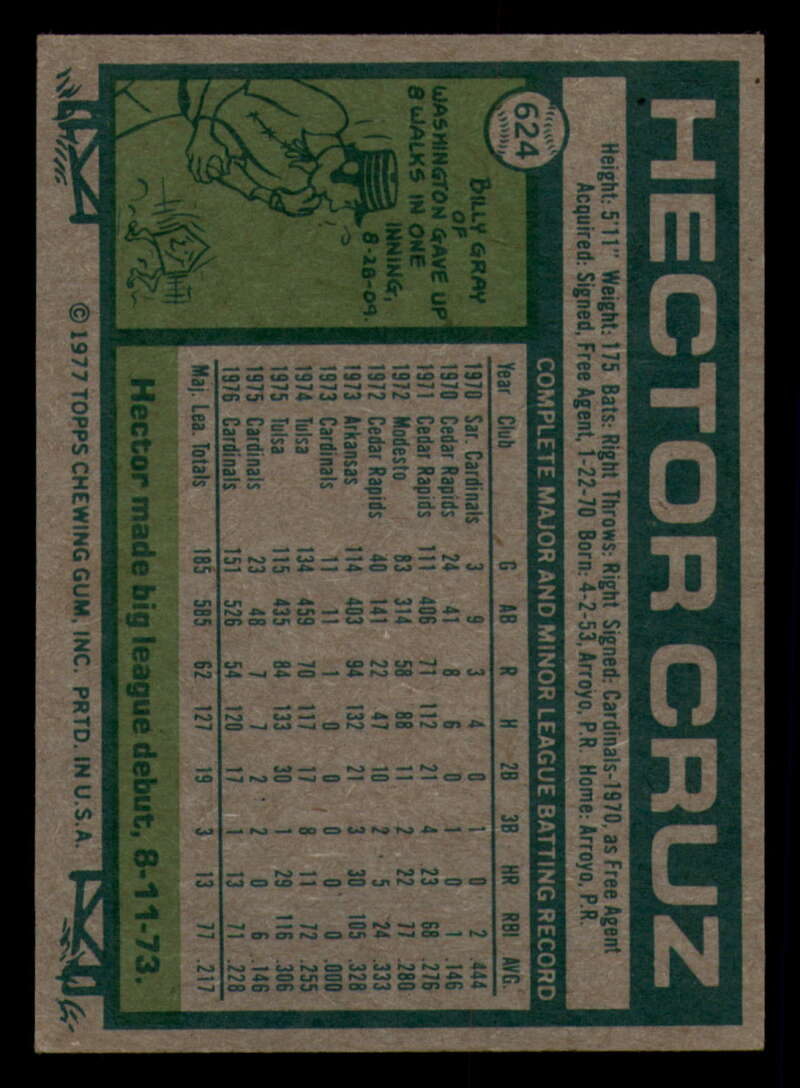 624
HECTOR CRUZ
Height: 5'11" Weight: 175 Bats: Right Throws: Right Signed: Cardinals-1970, as Free Agent
Acquired: Signed, Free Agent, 1-22-70 Born: 4-2-53, Arroyo, P.R. Home: Arroyo, P.R.
COMPLETE MAJOR AND MINOR LEAGUE BATTING RECORD
Year Club G AB R H 2B 3B HR RBI AVG.
1970 Sar. Cardinals 3 9 3 4 0 1 0 2 .444
1970 Cedar Rapids 24 41 8 6 0 1 0 1 .146
1971 Cedar Rapids 111 406 71 112 21 4 23 68 .276
1972 Modesto 83 314 58 88 11 2 22 77 .280
1972 Cedar Rapids 40 141 22 47 10 2 5 24 .333
1973 Arkansas 114 403 94 132 21 3 30 105 .328
1973 Cardinals 11 11 1 0 0 0 0 0 .000
1974 Tulsa 134 459 70 117 17 8 11 72 .255
1975 Tulsa 115 435 84 133 30 1 29 116 .306
1975 Cardinals 23 48 7 7 2 2 0 6 .146
1976 Cardinals 151 526 54 120 17 1 13 71 .228
Maj. Lea. Totals 185 585 62 127 19 3 13 77 .217
BILLY GRAY
OF
WASHINGTON GAVE UP
8 WALKS IN ONE
INNING,
8-28-09.
Hector made big league debut, 8-11-73.
©1977 TOPPS CHEWING GUM, INC. PRTD. IN U.S.A.